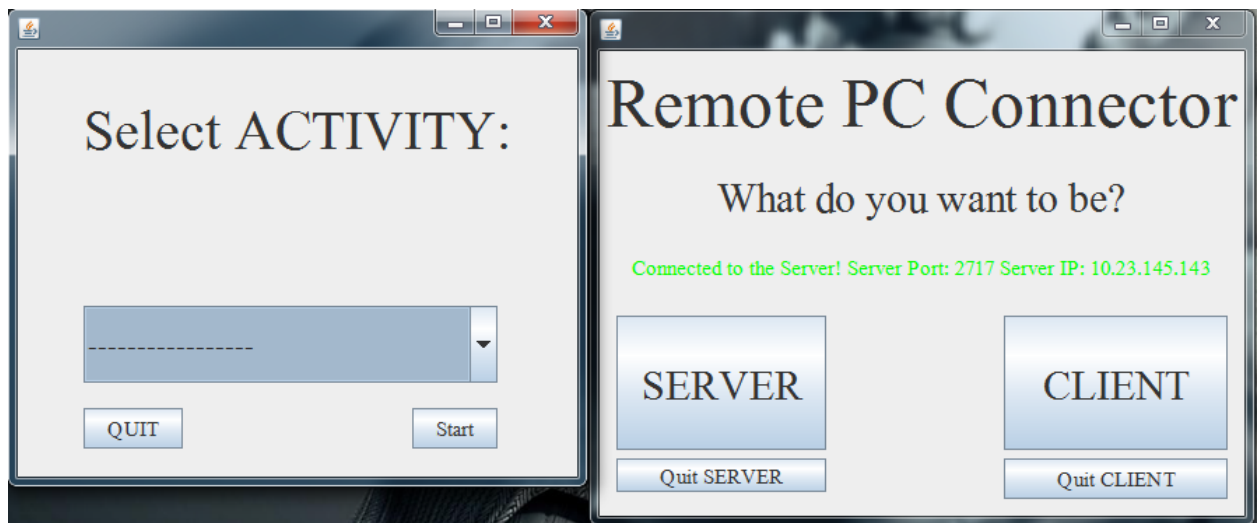 Select ACTIVITY:
-----------------
QUIT
Start
Remote PC Connector
What do you want to be?
Connected to the Server! Server Port: 2717 Server IP: 10.23.145.143
SERVER
CLIENT
Quit SERVER
Quit CLIENT